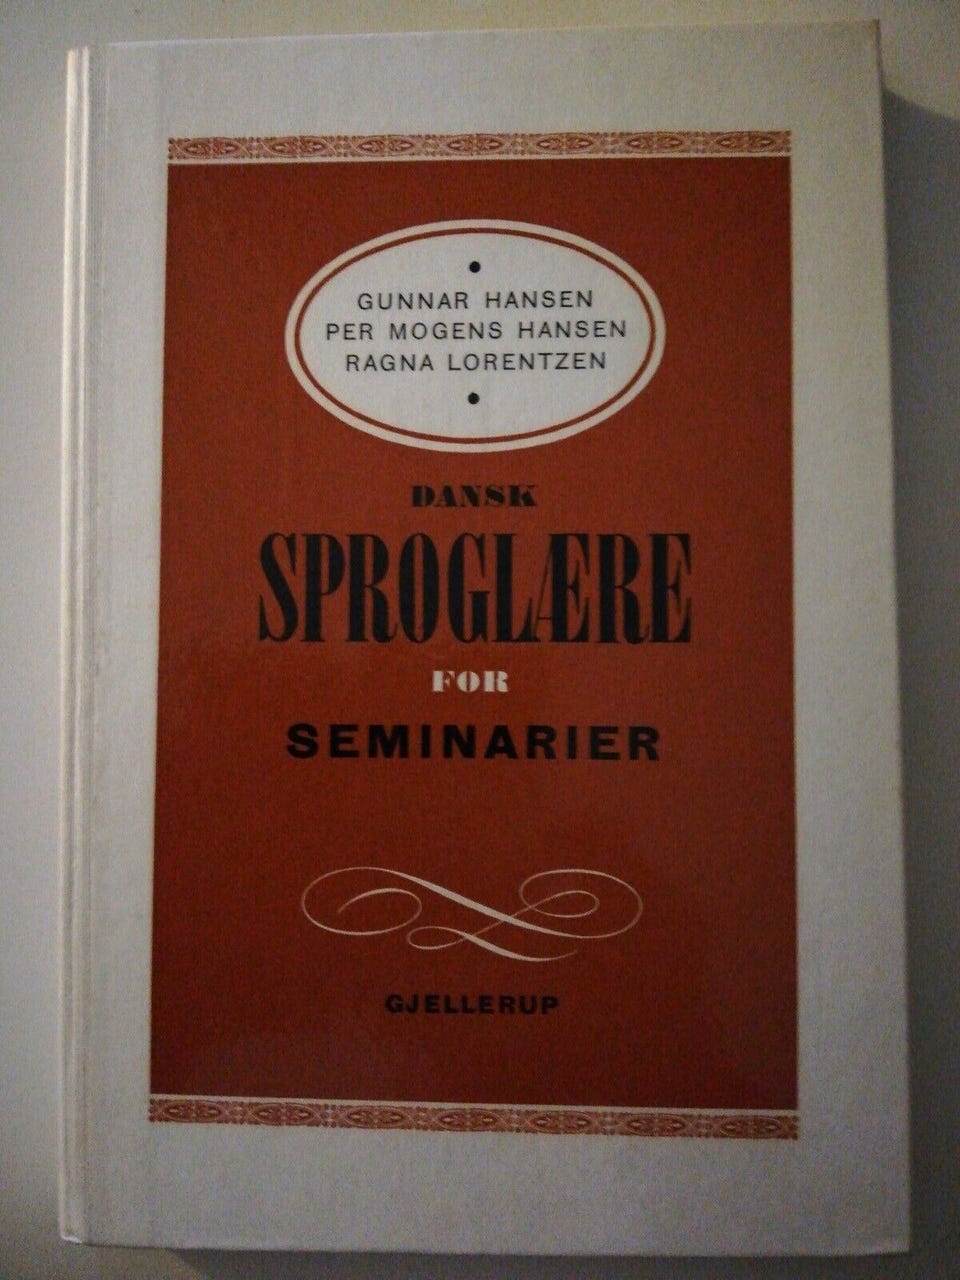 GUNNAR HANSEN
PER MOGENS HANSEN
RAGNA LORENTZEN
DANSK
SPROGLÆRE
FOR
SEMINARIER
GJELLERUP